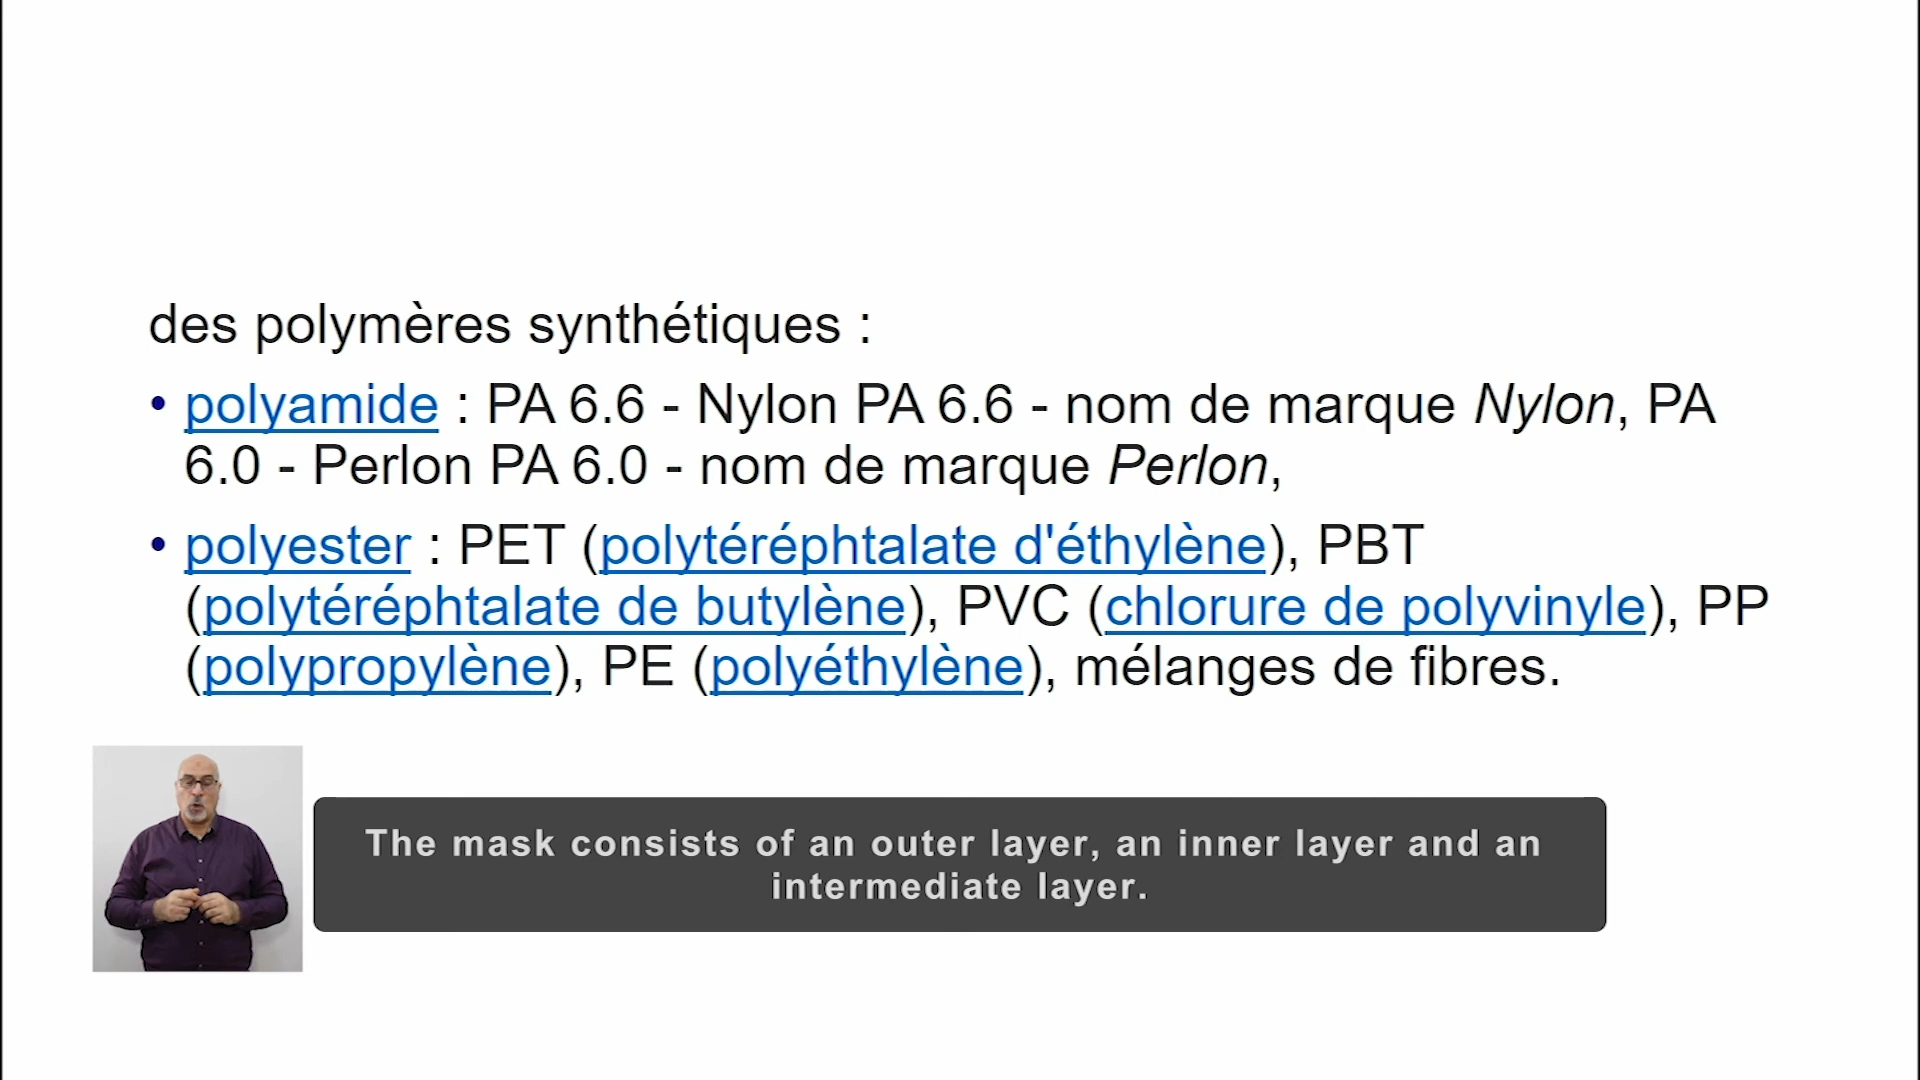 des polymères synthétiques :
• polyamide : PA 6.6 - Nylon PA 6.6 - nom de marque Nylon, PA
6.0 - Perlon PA 6.0 - nom de marque Perlon,
• polyester : PET (polytéréphtalate d'éthylène), PBT
(polytéréphtalate de butylène), PVC (chlorure de polyvinyle), PP
(polypropylène), PE (polyéthylène), mélanges de fibres.
The mask consists of an outer layer, an inner layer and an
intermediate layer.